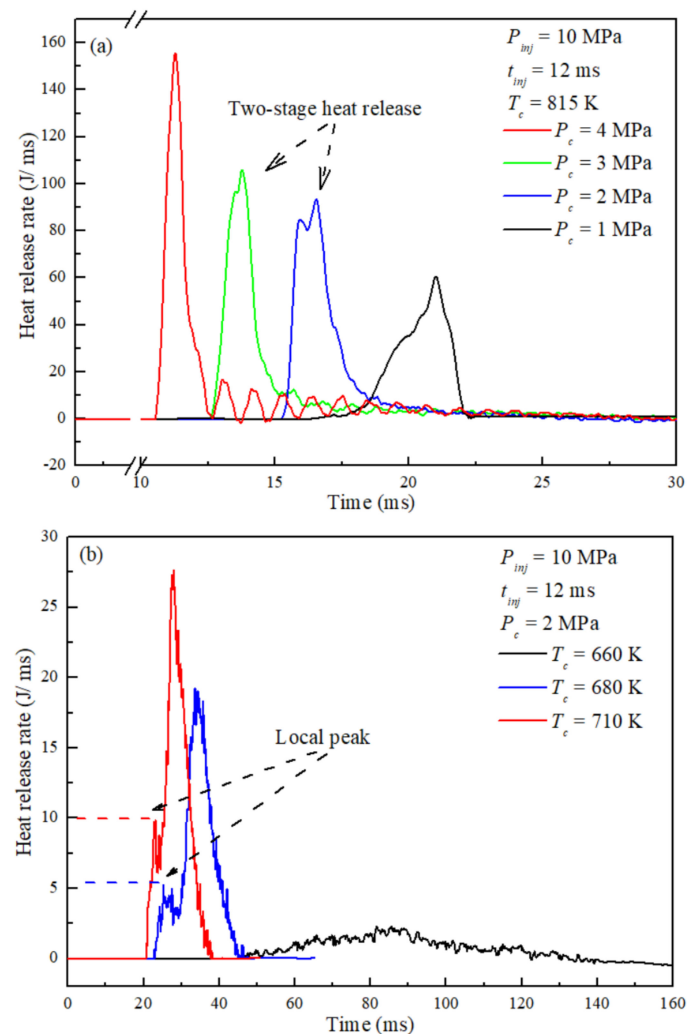 (a)
P_inj = 10 MPa
t_inj = 12 ms
T_c = 815 K
P_c = 4 MPa
P_c = 3 MPa
P_c = 2 MPa
P_c = 1 MPa
Two-stage heat release
Heat release rate (J/ ms)
160
140
120
100
80
60
40
20
0
-20
0 10 15 20 25 30
Time (ms)
(b)
P_inj = 10 MPa
t_inj = 12 ms
P_c = 2 MPa
T_c = 660 K
T_c = 680 K
T_c = 710 K
Local peak
Heat release rate (J/ ms)
30
25
20
15
10
5
0
0 20 40 60 80 100 120 140 160
Time (ms)